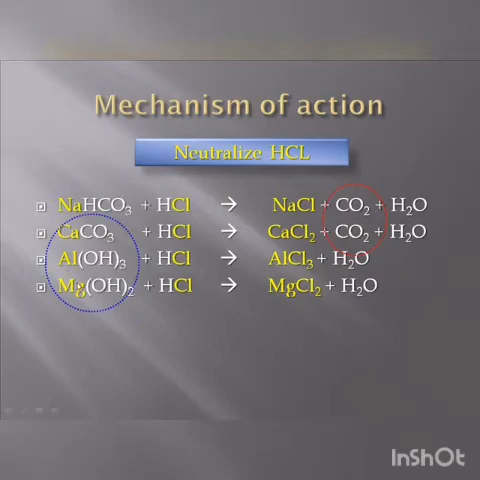 Mechanism of action
Neutralize HCL
NaHCO₃ + HCl → NaCl + CO₂ + H₂O
CaCO₃ + HCl → CaCl₂ + CO₂ + H₂O
Al(OH)₃ + HCl → AlCl₃ + H₂O
Mg(OH)₂ + HCl → MgCl₂ + H₂O
InShOt